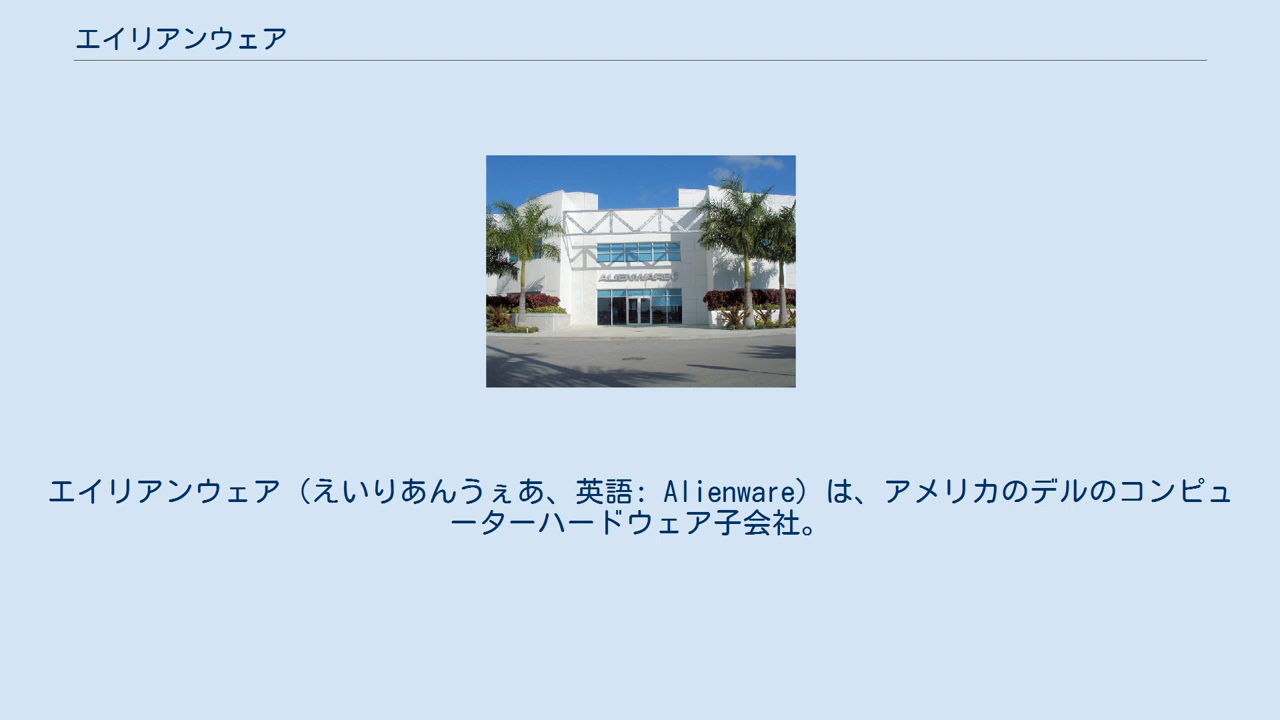 エイリアンウェア
ALIENWARE
エイリアンウェア（えいりあんうぇあ、英語: Alienware）は、アメリカのデルのコンピュ
ーターハードウェア子会社。